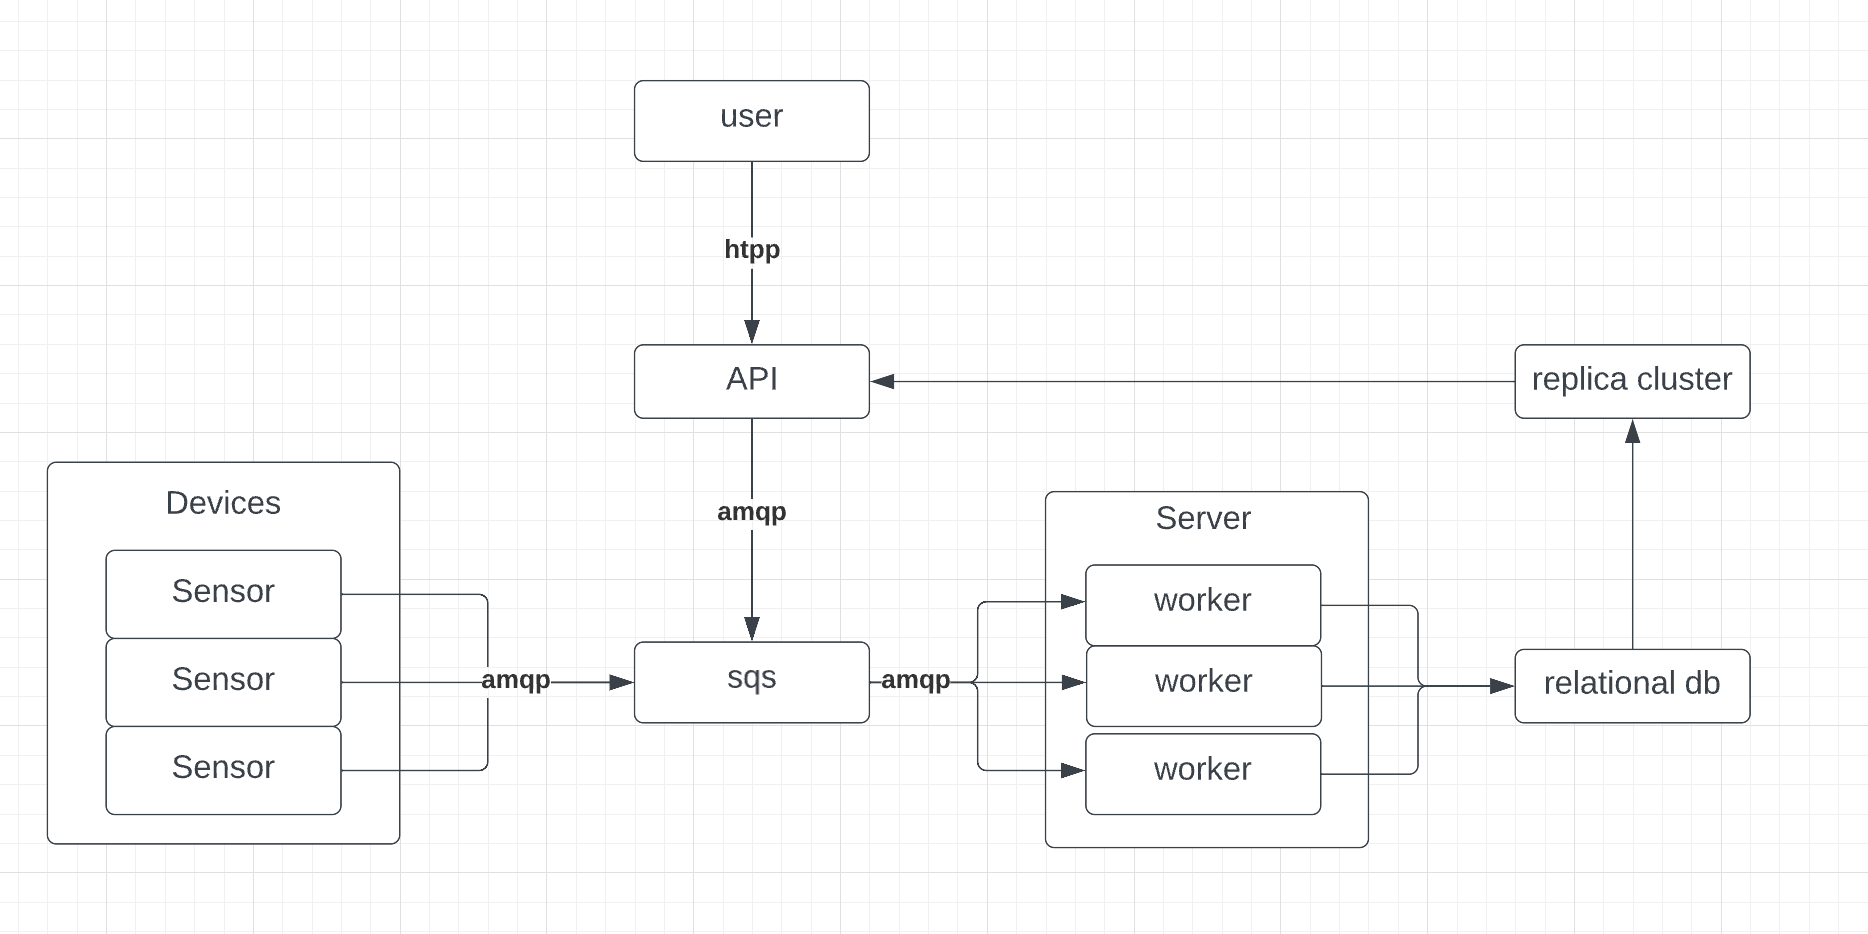 user
htpp
API
replica cluster
amqp
Devices
Sensor
Sensor
Sensor
amqp
sqs
amqp
Server
worker
worker
worker
relational db